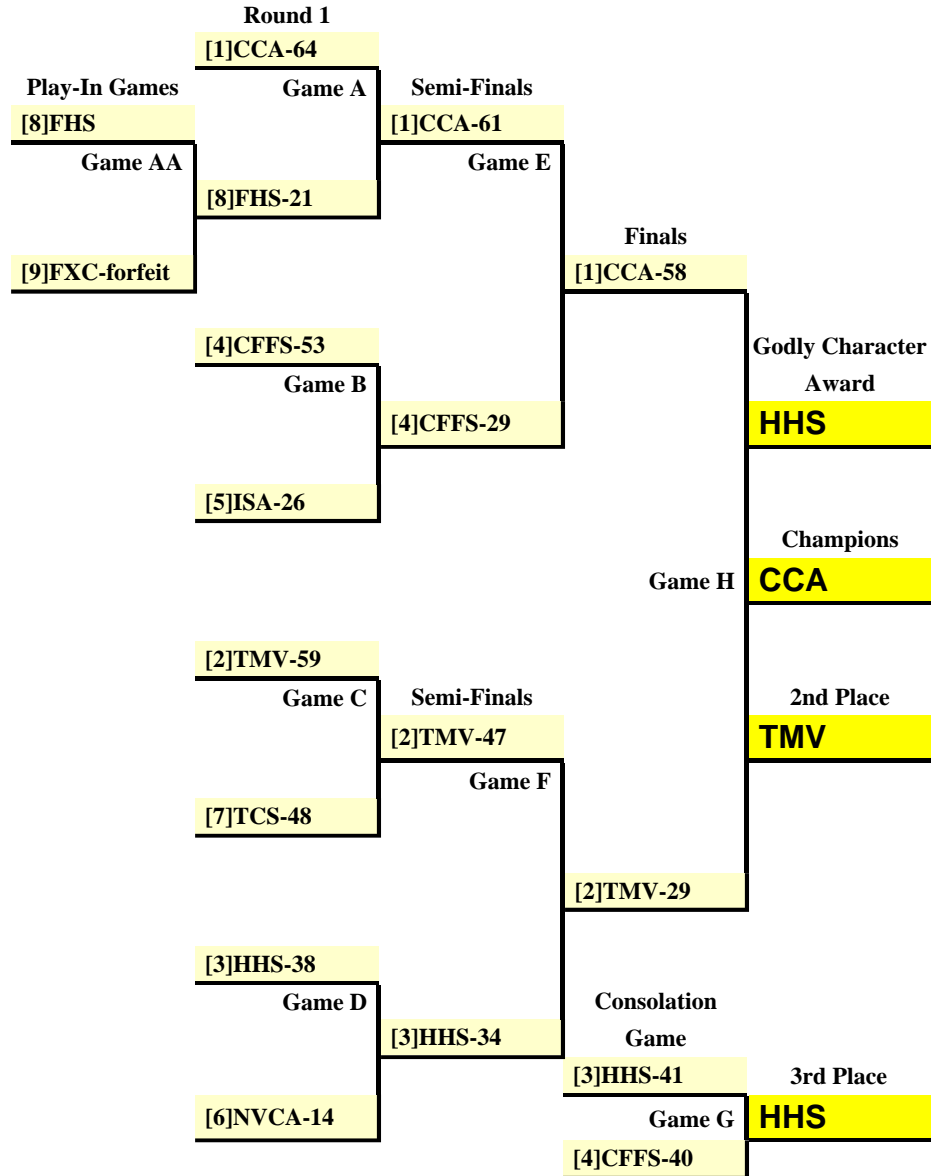 Round 1
[1]CCA-64
Play-In Games
Game A
Semi-Finals
[8]FHS
[1]CCA-61
Game AA
Game E
[8]FHS-21
Finals
[9]FXC-forfeit
[1]CCA-58
[4]CFFS-53
Godly Character
Game B
Award
[4]CFFS-29
HHS
[5]ISA-26
Champions
Game H
CCA
[2]TMV-59
Game C
Semi-Finals
2nd Place
[2]TMV-47
TMV
Game F
[7]TCS-48
[2]TMV-29
[3]HHS-38
Game D
Consolation
Game
[3]HHS-34
[3]HHS-41
3rd Place
[6]NVCA-14
Game G
HHS
[4]CFFS-40